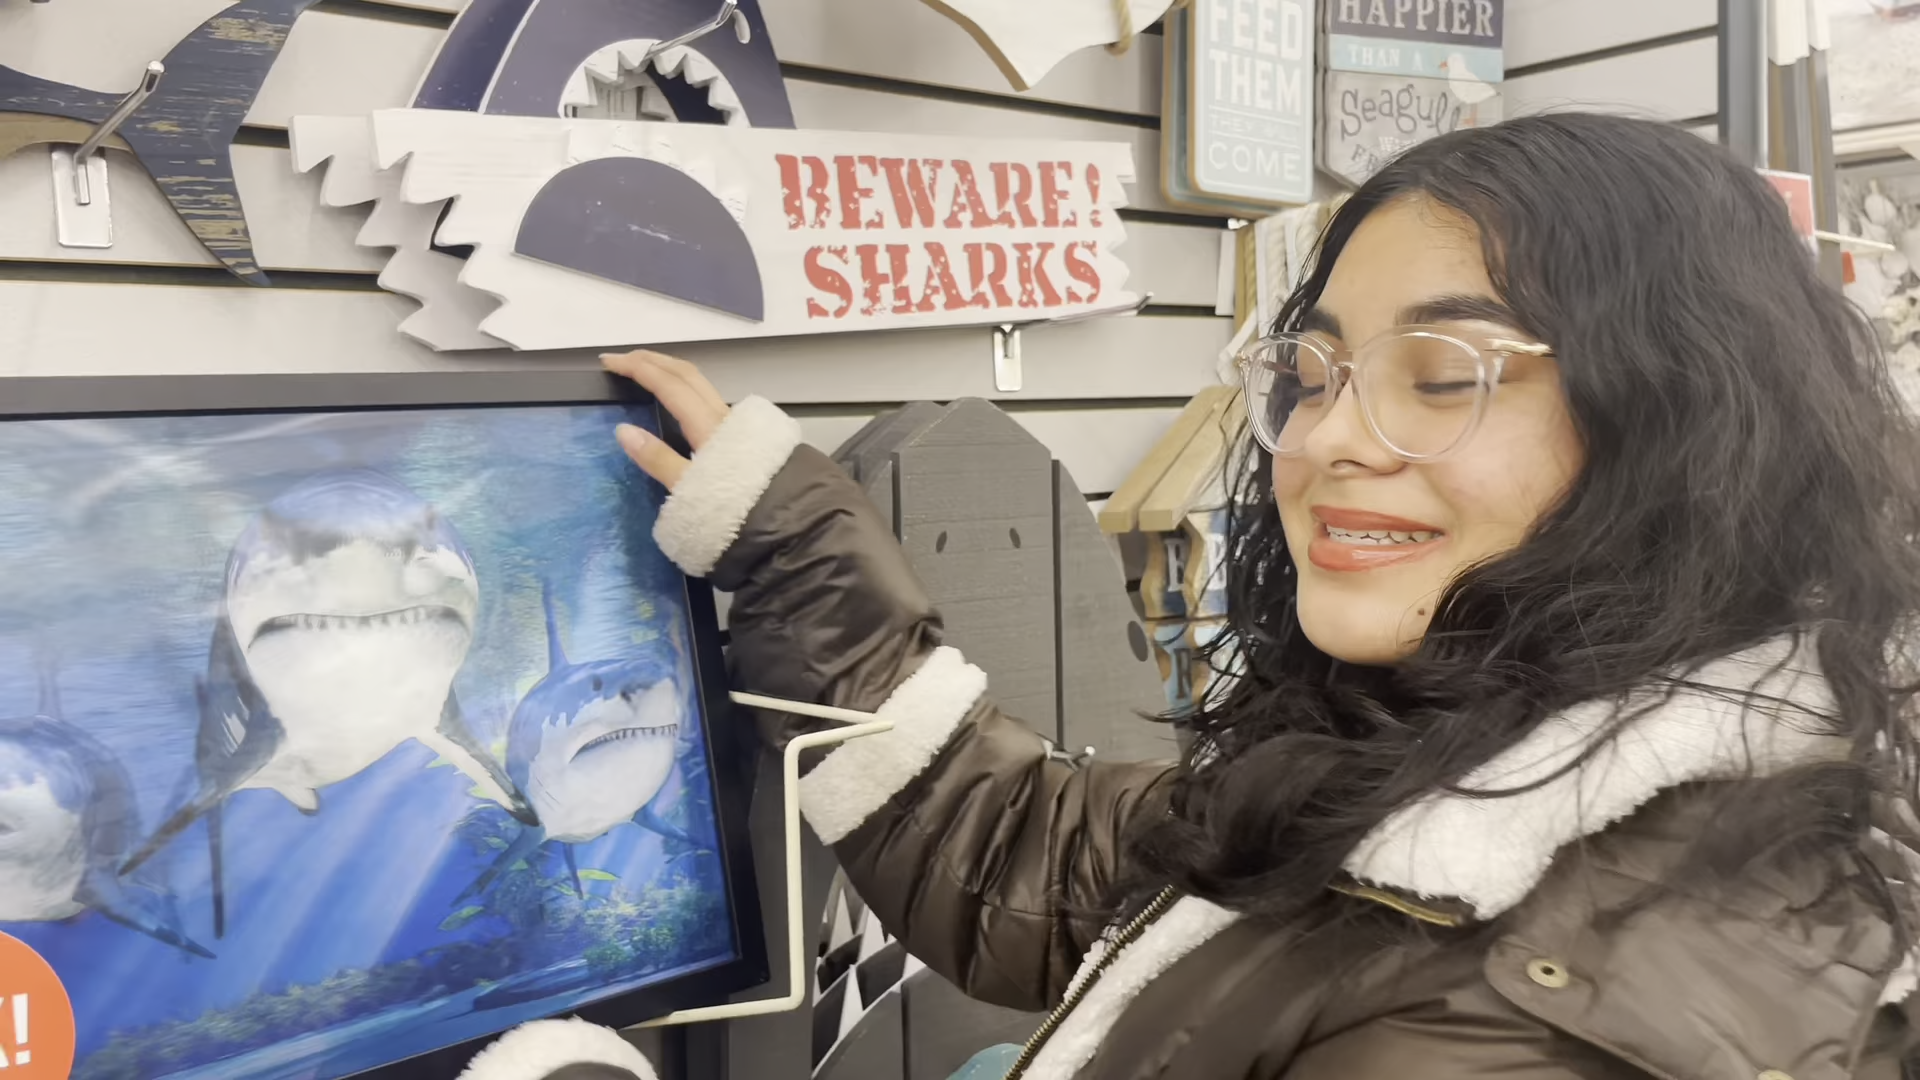 FEED
THEM
THEY WILL
COME
HAPPIER
THAN A
Seagull
BEWARE!
SHARKS
!